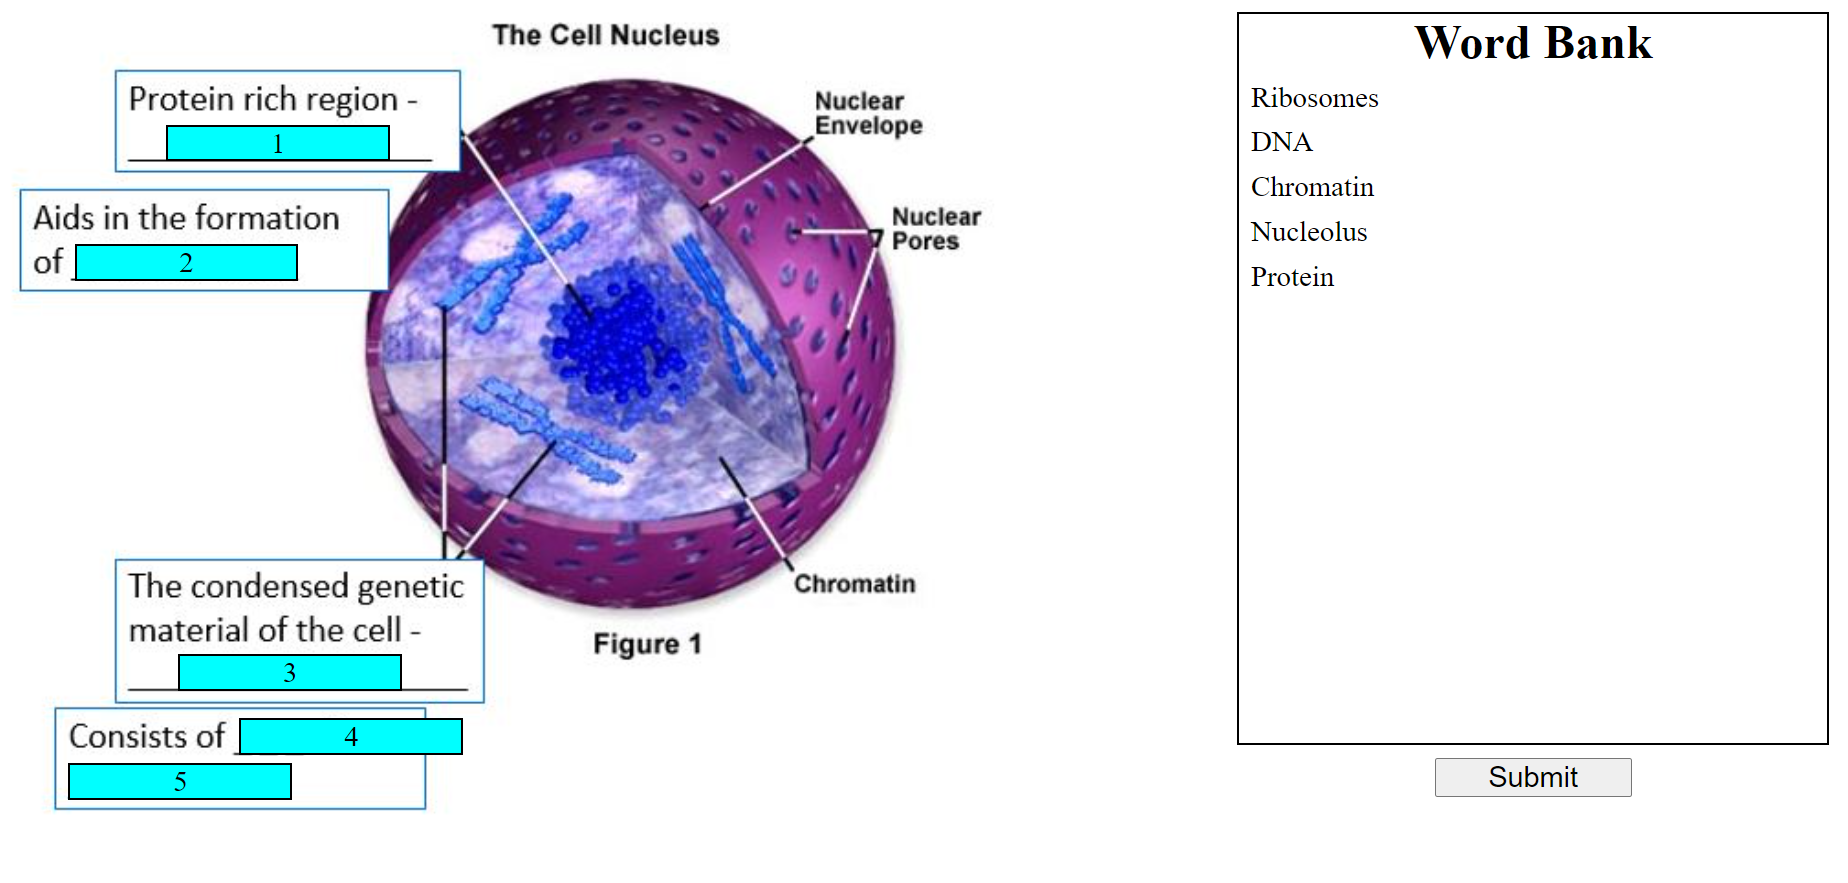 The Cell Nucleus
Protein rich region -
1
Aids in the formation
of 2
Nuclear
Envelope
Nuclear
Pores
The condensed genetic
material of the cell -
3
Chromatin
Figure 1
Consists of 4
5
Word Bank
Ribosomes
DNA
Chromatin
Nucleolus
Protein
Submit